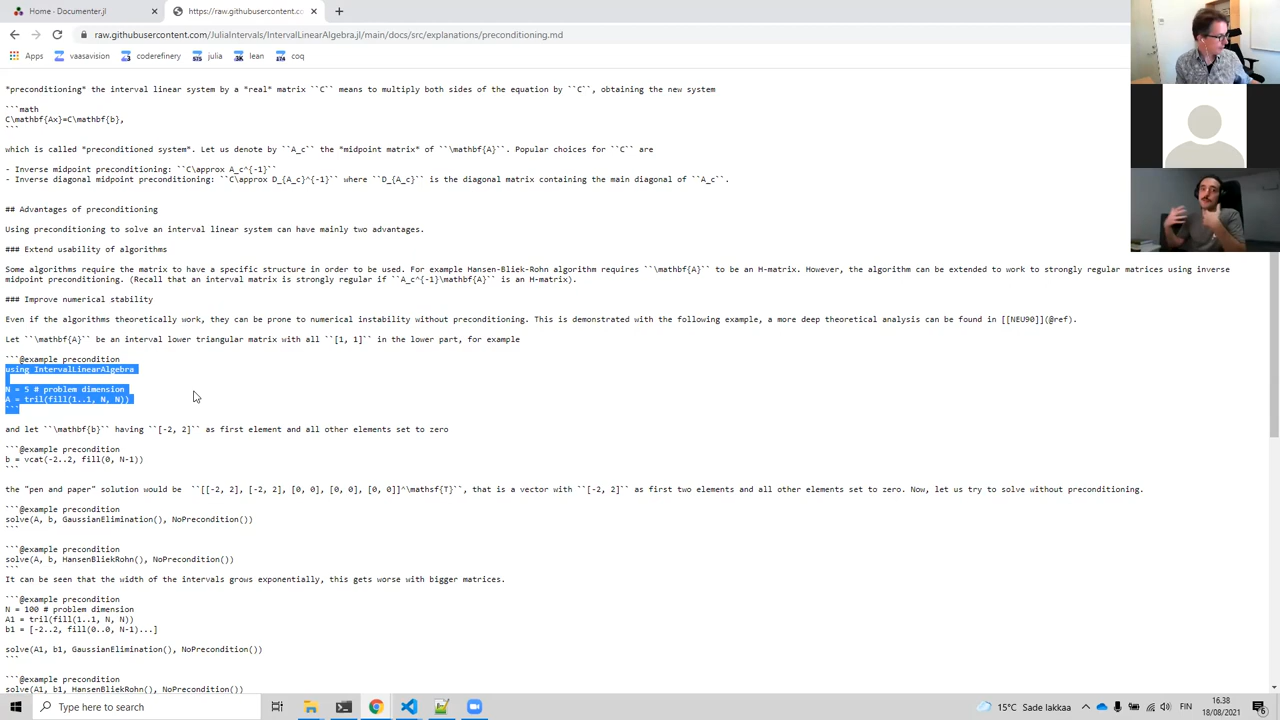 Home · Documenter.jl
https://raw.githubusercontent.co
raw.githubusercontent.com/JuliaIntervals/IntervalLinearAlgebra.jl/main/docs/src/explanations/preconditioning.md
Apps vaasavision coderefinery julia lean coq
"preconditioning" the interval linear system by a "real" matrix ``C`` means to multiply both sides of the equation by ``C``, obtaining the new system
```math
C\mathbf{Ax}=C\mathbf{b},
```
which is called "preconditioned system". Let us denote by ``A_c`` the "midpoint matrix" of ``\mathbf{A}``. Popular choices for ``C`` are
- Inverse midpoint preconditioning: ``C\approx A_c^{-1}``
- Inverse diagonal midpoint preconditioning: ``C\approx D_{A_c}^{-1}`` where ``D_{A_c}`` is the diagonal matrix containing the main diagonal of ``A_c``.
## Advantages of preconditioning
Using preconditioning to solve an interval linear system can have mainly two advantages.
### Extend usability of algorithms
Some algorithms require the matrix to have a specific structure in order to be used. For example Hansen-Bliek-Rohn algorithm requires ``\mathbf{A}`` to be an H-matrix. However, the algorithm can be extended to work to strongly regular matrices using inverse
midpoint preconditioning. (Recall that an interval matrix is strongly regular if ``A_c^{-1}\mathbf{A}`` is an H-matrix).
### Improve numerical stability
Even if the algorithms theoretically work, they can be prone to numerical instability without preconditioning. This is demonstrated with the following example, a more deep theoretical analysis can be found in [[NEU90]](@ref).
Let ``\mathbf{A}`` be an interval lower triangular matrix with all ``[1, 1]`` in the lower part, for example
```@example precondition
using IntervalLinearAlgebra
N = 5 # problem dimension
A = tril(fill(1..1, N, N))
```
and let ``\mathbf{b}`` having ``[-2, 2]`` as first element and all other elements set to zero
```@example precondition
b = vcat(-2..2, fill(0, N-1))
```
the "pen and paper" solution would be ``[[-2, 2], [-2, 2], [0, 0], [0, 0], [0, 0]]^\mathsf{T}``, that is a vector with ``[-2, 2]`` as first two elements and all other elements set to zero. Now, let us try to solve without preconditioning.
```@example precondition
solve(A, b, GaussianElimination(), NoPrecondition())
```
```@example precondition
solve(A, b, HansenBliekRohn(), NoPrecondition())
```
It can be seen that the width of the intervals grows exponentially, this gets worse with bigger matrices.
```@example precondition
N = 100 # problem dimension
A1 = tril(fill(1..1, N, N))
b1 = [-2..2, fill(0..0, N-1)...]
solve(A1, b1, GaussianElimination(), NoPrecondition())
```
```@example precondition
solve(A1, b1, HansenBliekRohn(), NoPrecondition())
Type here to search
15°C Sade lakkaa
FIN
16.38
18/08/2021
6